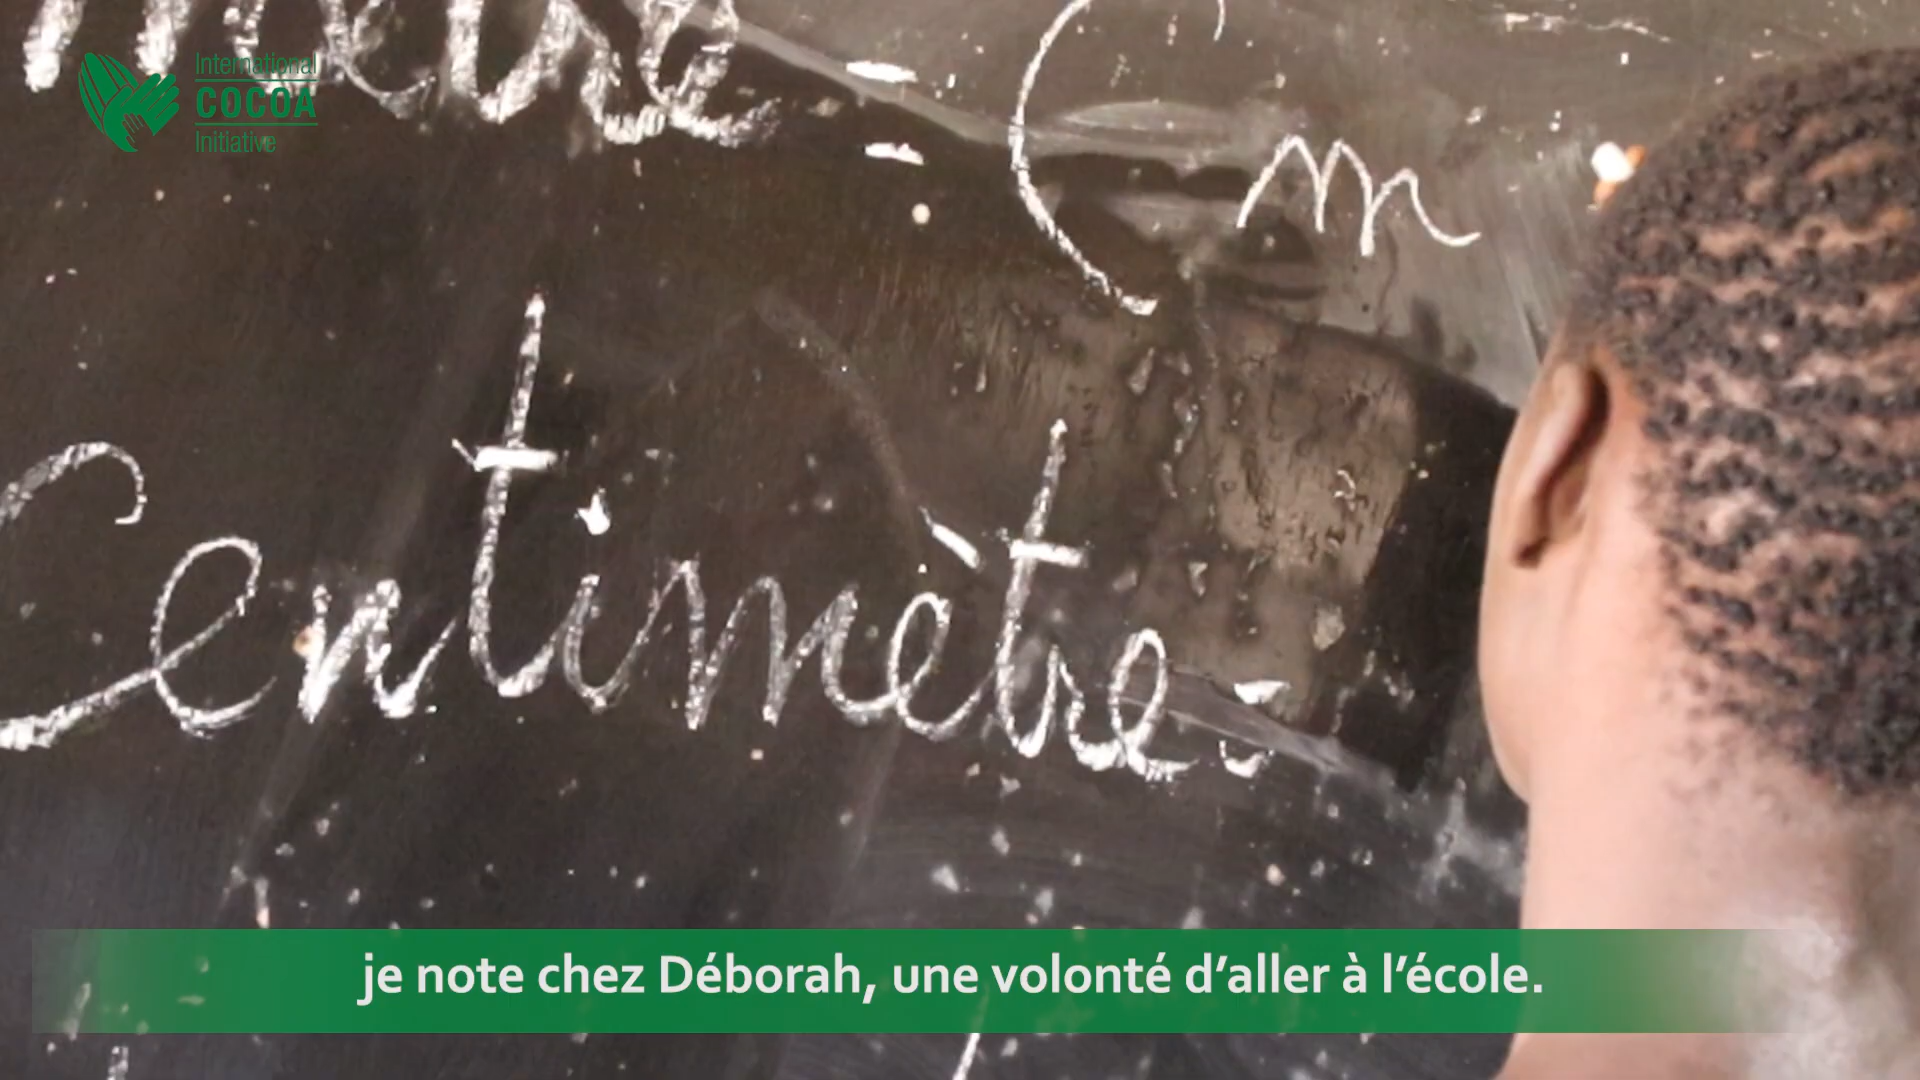 International
COCOA
Initiative
Cm
Centimètre
je note chez Déborah, une volonté d'aller à l'école.